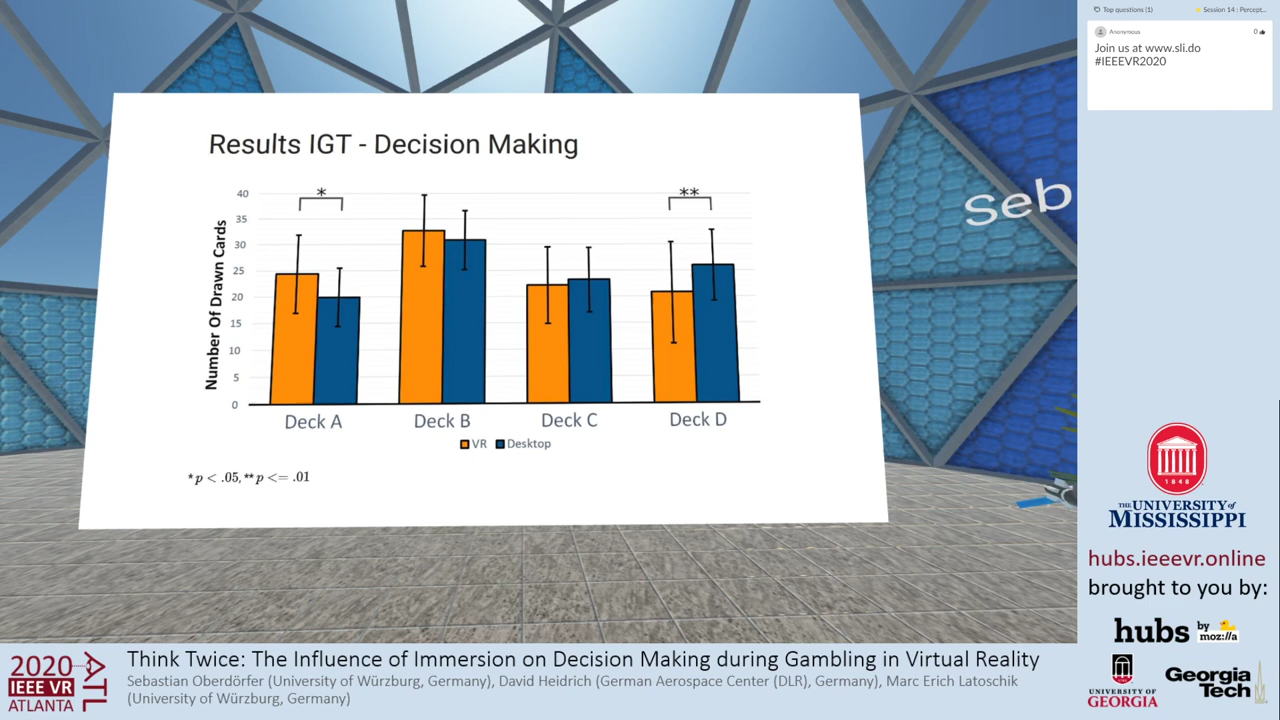 Top questions (1)
Session 14 : Percept...
Anonymous
0
Join us at www.sli.do
#IEEEVR2020
Results IGT - Decision Making
Number Of Drawn Cards
40
35
30
25
20
15
10
5
0
*
**
Deck A
Deck B
Deck C
Deck D
VR
Desktop
* p < .05, ** p <= .01
Seb
1848
THE UNIVERSITY of
MISSISSIPPI
hubs.ieeevr.online
brought to you by:
hubs by
moz://a
UNIVERSITY OF
GEORGIA
Georgia
Tech
2020
IEEE VR
ATLANTA
ATL
Think Twice: The Influence of Immersion on Decision Making during Gambling in Virtual Reality
Sebastian Oberdörfer (University of Würzburg, Germany), David Heidrich (German Aerospace Center (DLR), Germany), Marc Erich Latoschik
(University of Würzburg, Germany)